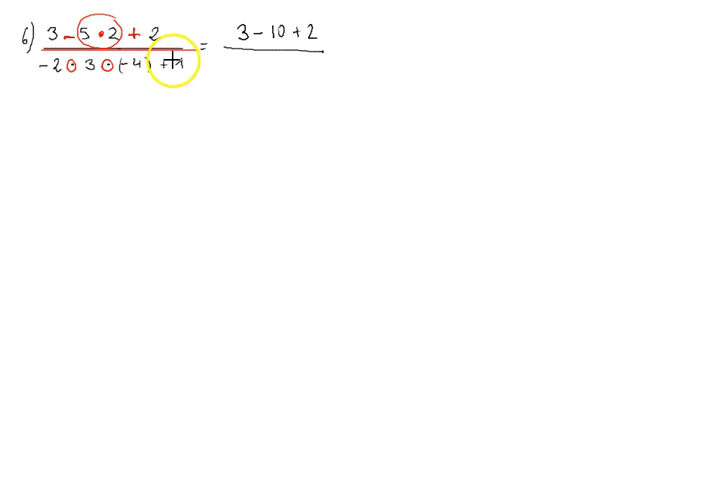 6) 3 - 5 • 2 + 2 = 3 - 10 + 2
-2 • 3 • (-4) + 1